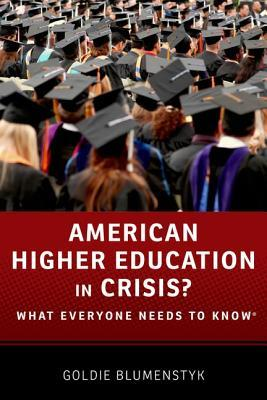 AMERICAN
HIGHER EDUCATION
IN CRISIS?
WHAT EVERYONE NEEDS TO KNOW®
GOLDIE BLUMENSTYK